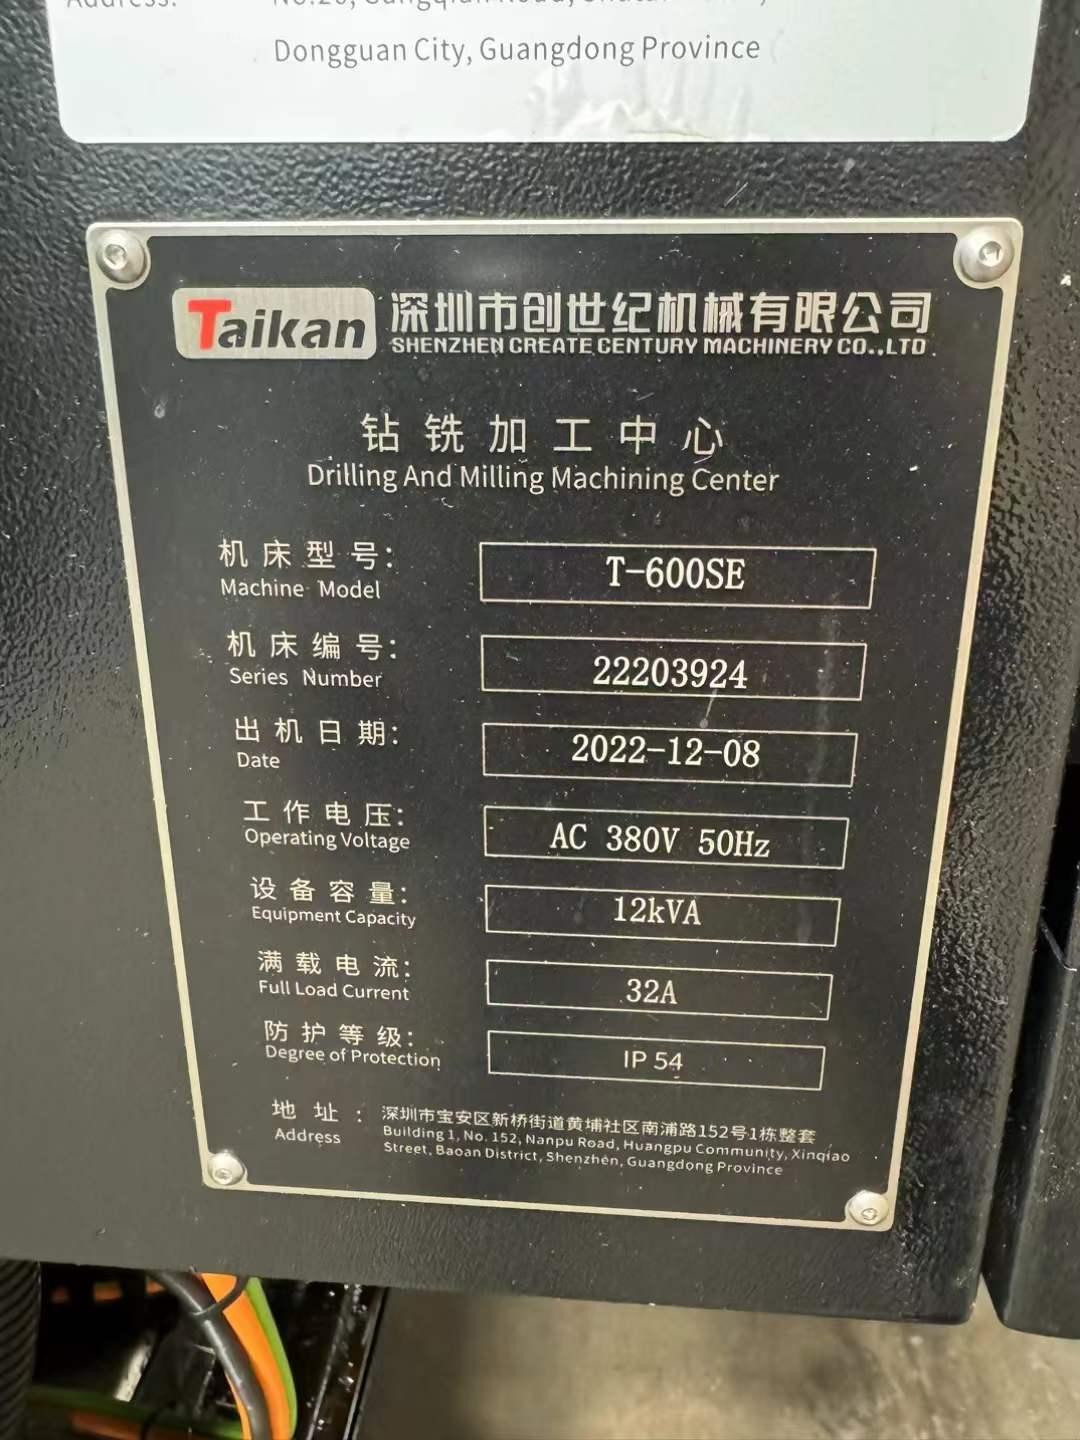 Dongguan City, Guangdong Province
Taikan 深圳市创世纪机械有限公司
SHENZHEN CREATE CENTURY MACHINERY CO.,LTD.
钻铣加工中心
Drilling And Milling Machining Center
机床型号: T-600SE
Machine Model
机床编号: 22203924
Series Number
出机日期: 2022-12-08
Date
工作电压: AC 380V 50Hz
Operating Voltage
设备容量: 12kVA
Equipment Capacity
满载电流: 32A
Full Load Current
防护等级: IP 54
Degree of Protection
地址: 深圳市宝安区新桥街道黄埔社区南浦路152号1栋整套
Address Building 1, No. 152, Nanpu Road, Huangpu Community, Xinqiao
Street, Baoan District, Shenzhen, Guangdong Province